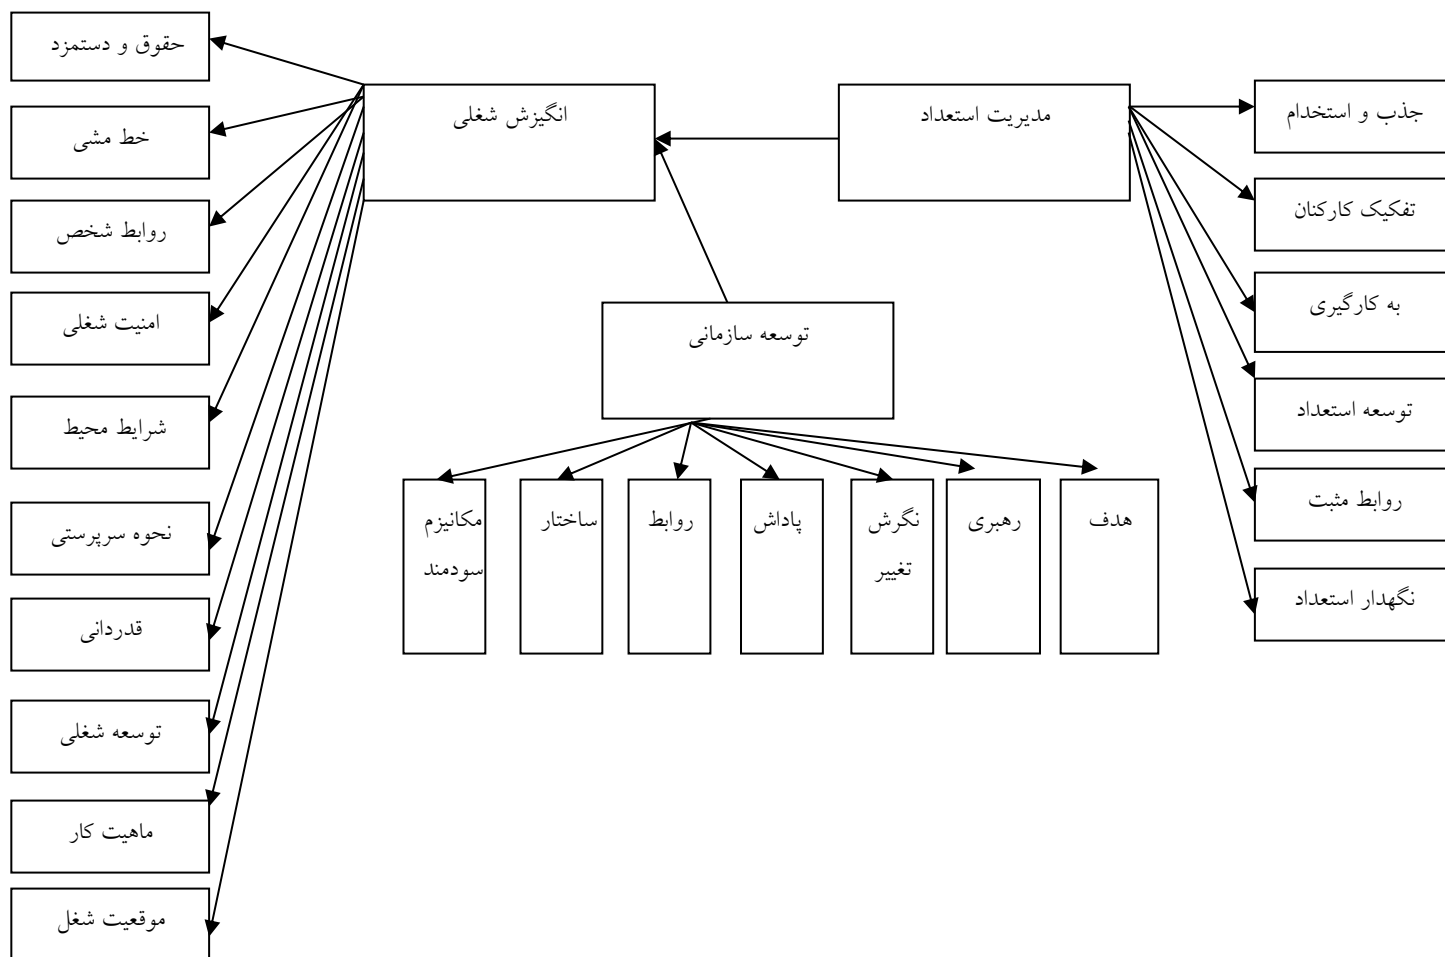 جذب و استخدام
تفکیک کارکنان
به کارگیری
توسعه استعداد
روابط مثبت
نگهدار استعداد
مدیریت استعداد
انگیزش شغلی
توسعه سازمانی
هدف
رهبری
نگرش
تغییر
پاداش
روابط
ساختار
مکانیزم
سودمند
حقوق و دستمزد
خط مشی
روابط شخص
امنیت شغلی
شرایط محیط
نحوه سرپرستی
قدردانی
توسعه شغلی
ماهیت کار
موقعیت شغل